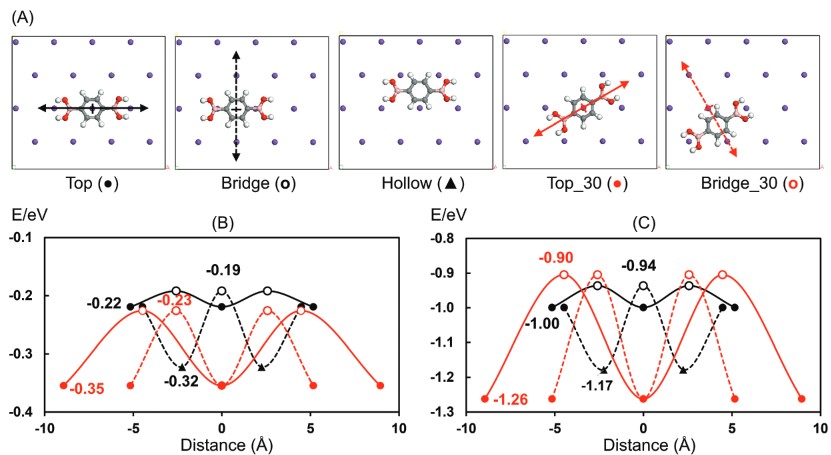 (A)
Top (●) Bridge (o) Hollow (▲) Top_30 (●) Bridge_30 (o)
E/eV (B) E/eV (C)
-0.1 -0.8
-0.19 -0.90 -0.94
-0.2 -0.9
-0.22 -0.23 -1.0
-1.00
-0.3 -1.1
-0.32 -1.17
-0.35 -1.2
-1.26
-0.4 -1.3
-10 -5 0 5 10 -10 -5 0 5 10
Distance (Å) Distance (Å)